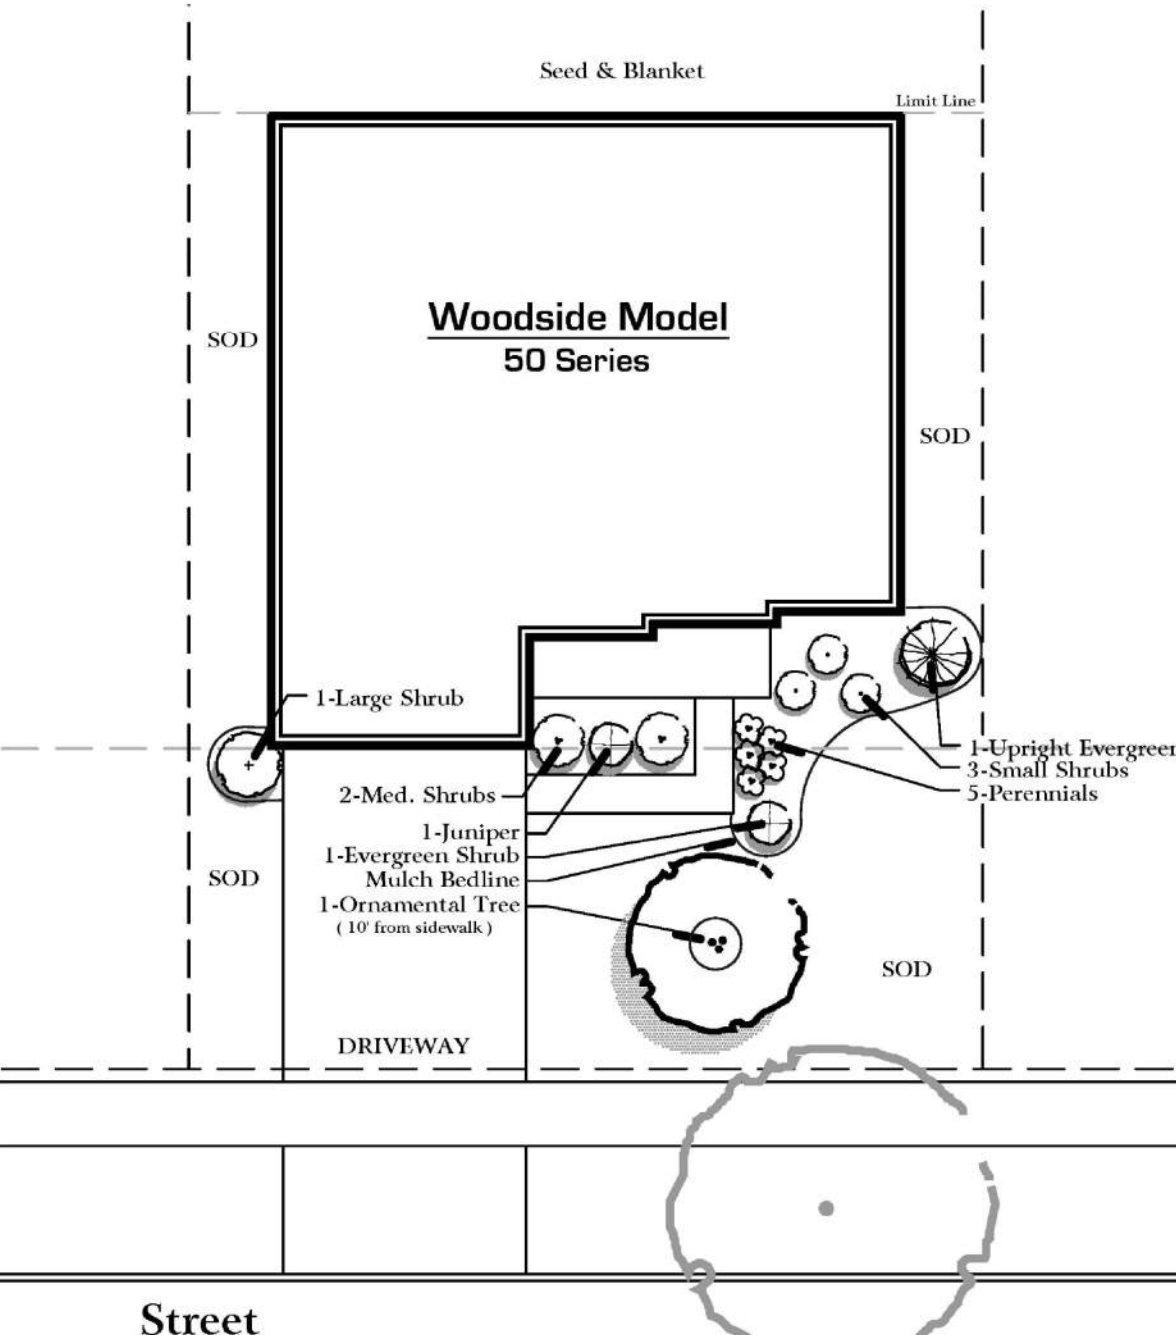 Seed & Blanket
Limit Line
Woodside Model
50 Series
SOD
SOD
1-Large Shrub
1-Upright Evergreen
3-Small Shrubs
5-Perennials
2-Med. Shrubs
1-Juniper
1-Evergreen Shrub
Mulch Bedline
1-Ornamental Tree
( 10' from sidewalk )
SOD
SOD
DRIVEWAY
Street